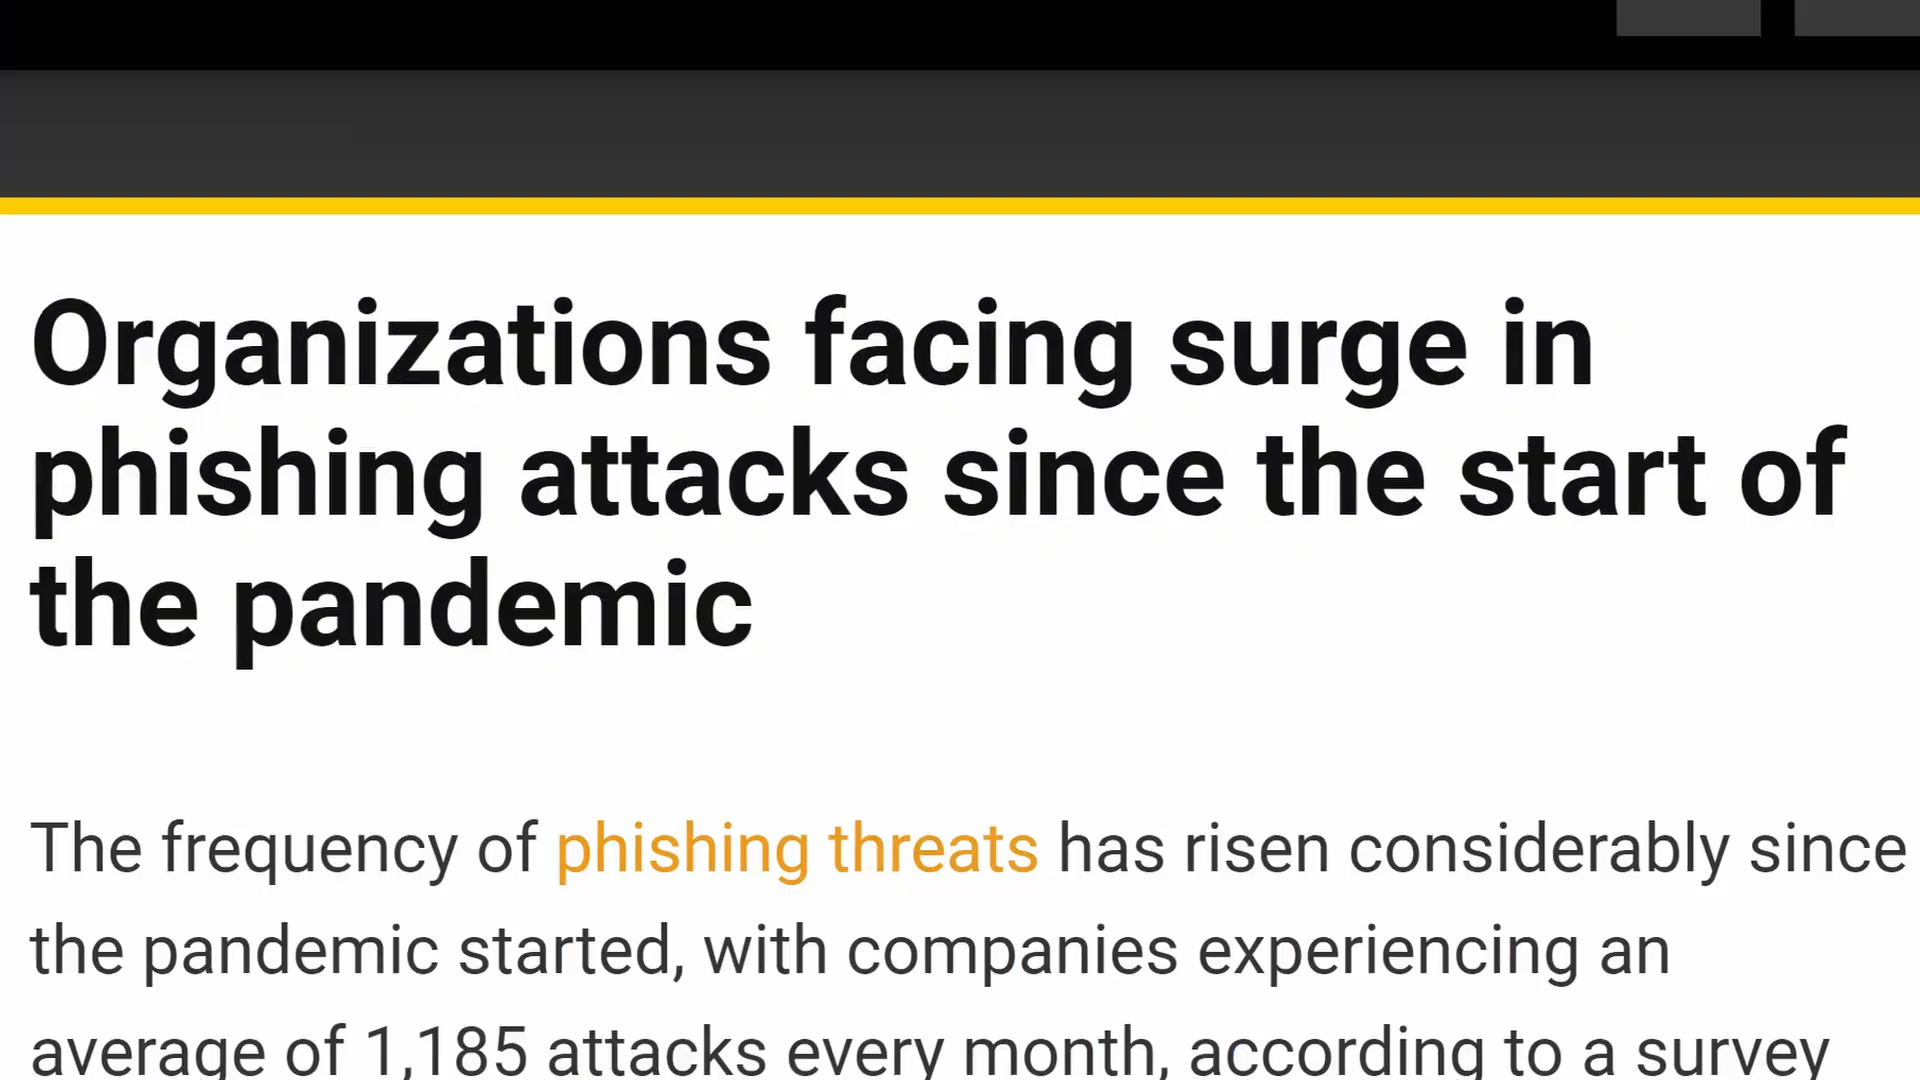 Organizations facing surge in
phishing attacks since the start of
the pandemic
The frequency of phishing threats has risen considerably since
the pandemic started, with companies experiencing an
average of 1,185 attacks every month, according to a survey